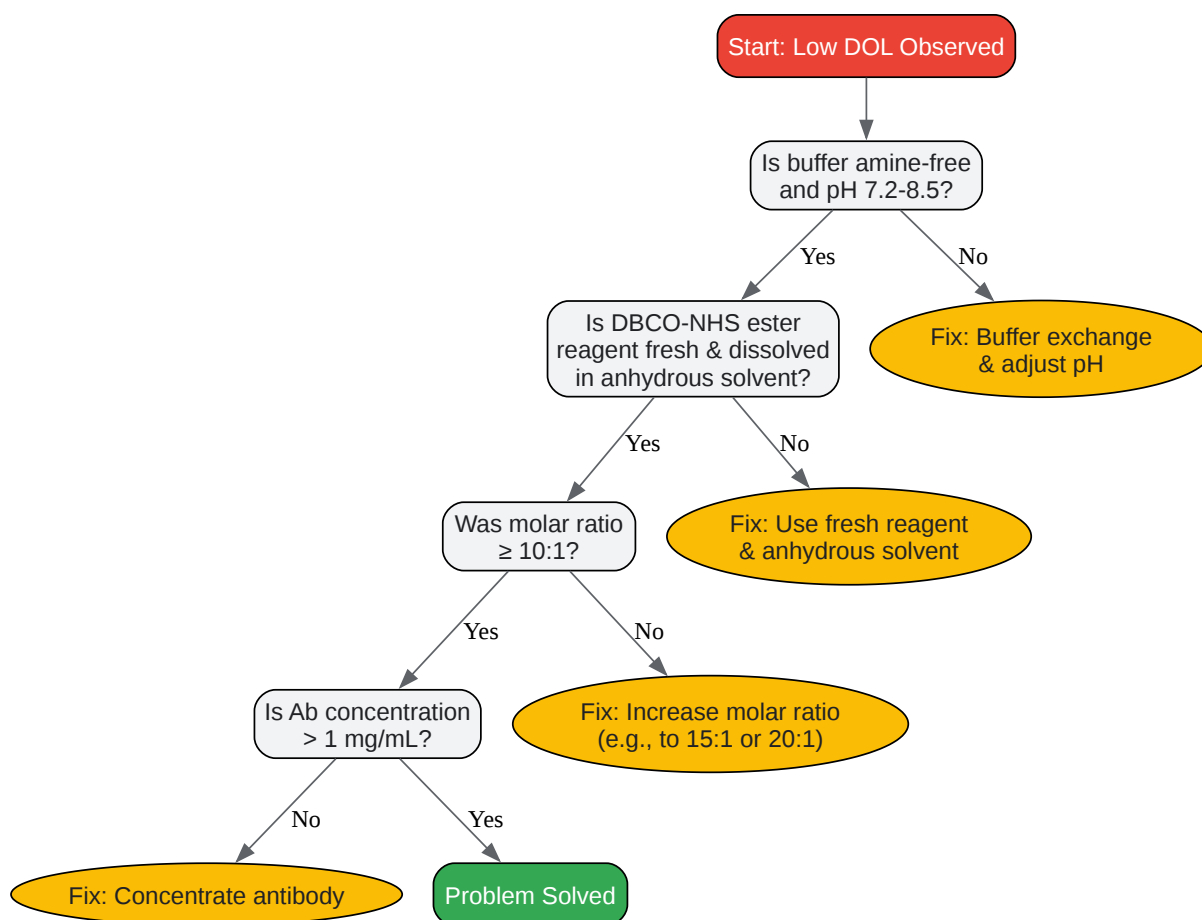 Start: Low DOL Observed
Is buffer amine-free
and pH 7.2-8.5?
Yes
No
Is DBCO-NHS ester
reagent fresh & dissolved
in anhydrous solvent?
Fix: Buffer exchange
& adjust pH
Yes
No
Was molar ratio
≥ 10:1?
Fix: Use fresh reagent
& anhydrous solvent
Yes
No
Is Ab concentration
> 1 mg/mL?
Fix: Increase molar ratio
(e.g., to 15:1 or 20:1)
No
Yes
Fix: Concentrate antibody
Problem Solved